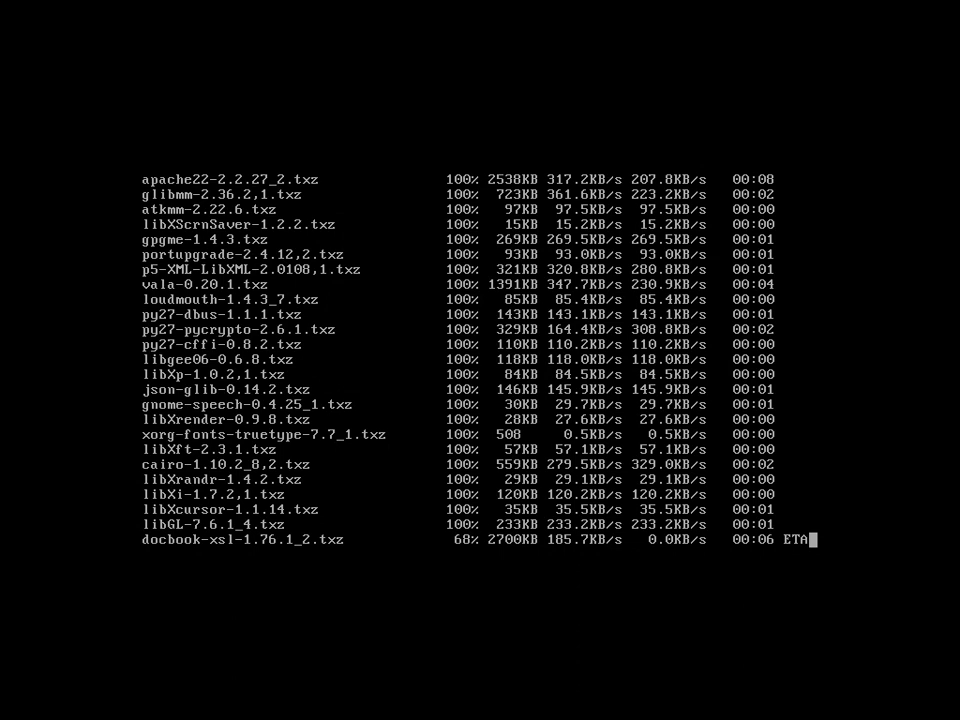 apache22-2.2.27_2.txz 100% 2538KB 317.2KB/s 207.8KB/s 00:08
glibmm-2.36.2,1.txz 100% 723KB 361.6KB/s 223.2KB/s 00:02
atkmm-2.22.6.txz 100% 97KB 97.5KB/s 97.5KB/s 00:00
libXScrnSaver-1.2.2.txz 100% 15KB 15.2KB/s 15.2KB/s 00:00
gpgme-1.4.3.txz 100% 269KB 269.5KB/s 269.5KB/s 00:01
portupgrade-2.4.12,2.txz 100% 93KB 93.0KB/s 93.0KB/s 00:01
p5-XML-LibXML-2.0108,1.txz 100% 321KB 320.8KB/s 280.8KB/s 00:01
vala-0.20.1.txz 100% 1391KB 347.7KB/s 230.9KB/s 00:04
loudmouth-1.4.3_7.txz 100% 85KB 85.4KB/s 85.4KB/s 00:00
py27-dbus-1.1.1.txz 100% 143KB 143.1KB/s 143.1KB/s 00:01
py27-pycrypto-2.6.1.txz 100% 329KB 164.4KB/s 308.8KB/s 00:02
py27-cffi-0.8.2.txz 100% 110KB 110.2KB/s 110.2KB/s 00:00
libgee06-0.6.8.txz 100% 118KB 118.0KB/s 118.0KB/s 00:00
libXp-1.0.2,1.txz 100% 84KB 84.5KB/s 84.5KB/s 00:00
json-glib-0.14.2.txz 100% 146KB 145.9KB/s 145.9KB/s 00:01
gnome-speech-0.4.25_1.txz 100% 30KB 29.7KB/s 29.7KB/s 00:01
libXrender-0.9.8.txz 100% 28KB 27.6KB/s 27.6KB/s 00:00
xorg-fonts-truetype-7.7_1.txz 100% 508 0.5KB/s 0.5KB/s 00:00
libXft-2.3.1.txz 100% 57KB 57.1KB/s 57.1KB/s 00:00
cairo-1.10.2_8,2.txz 100% 559KB 279.5KB/s 329.0KB/s 00:02
libXrandr-1.4.2.txz 100% 29KB 29.1KB/s 29.1KB/s 00:00
libXi-1.7.2,1.txz 100% 120KB 120.2KB/s 120.2KB/s 00:00
libXcursor-1.1.14.txz 100% 35KB 35.5KB/s 35.5KB/s 00:01
libGL-7.6.1_4.txz 100% 233KB 233.2KB/s 233.2KB/s 00:01
docbook-xsl-1.76.1_2.txz 68% 2700KB 185.7KB/s 0.0KB/s 00:06 ETA